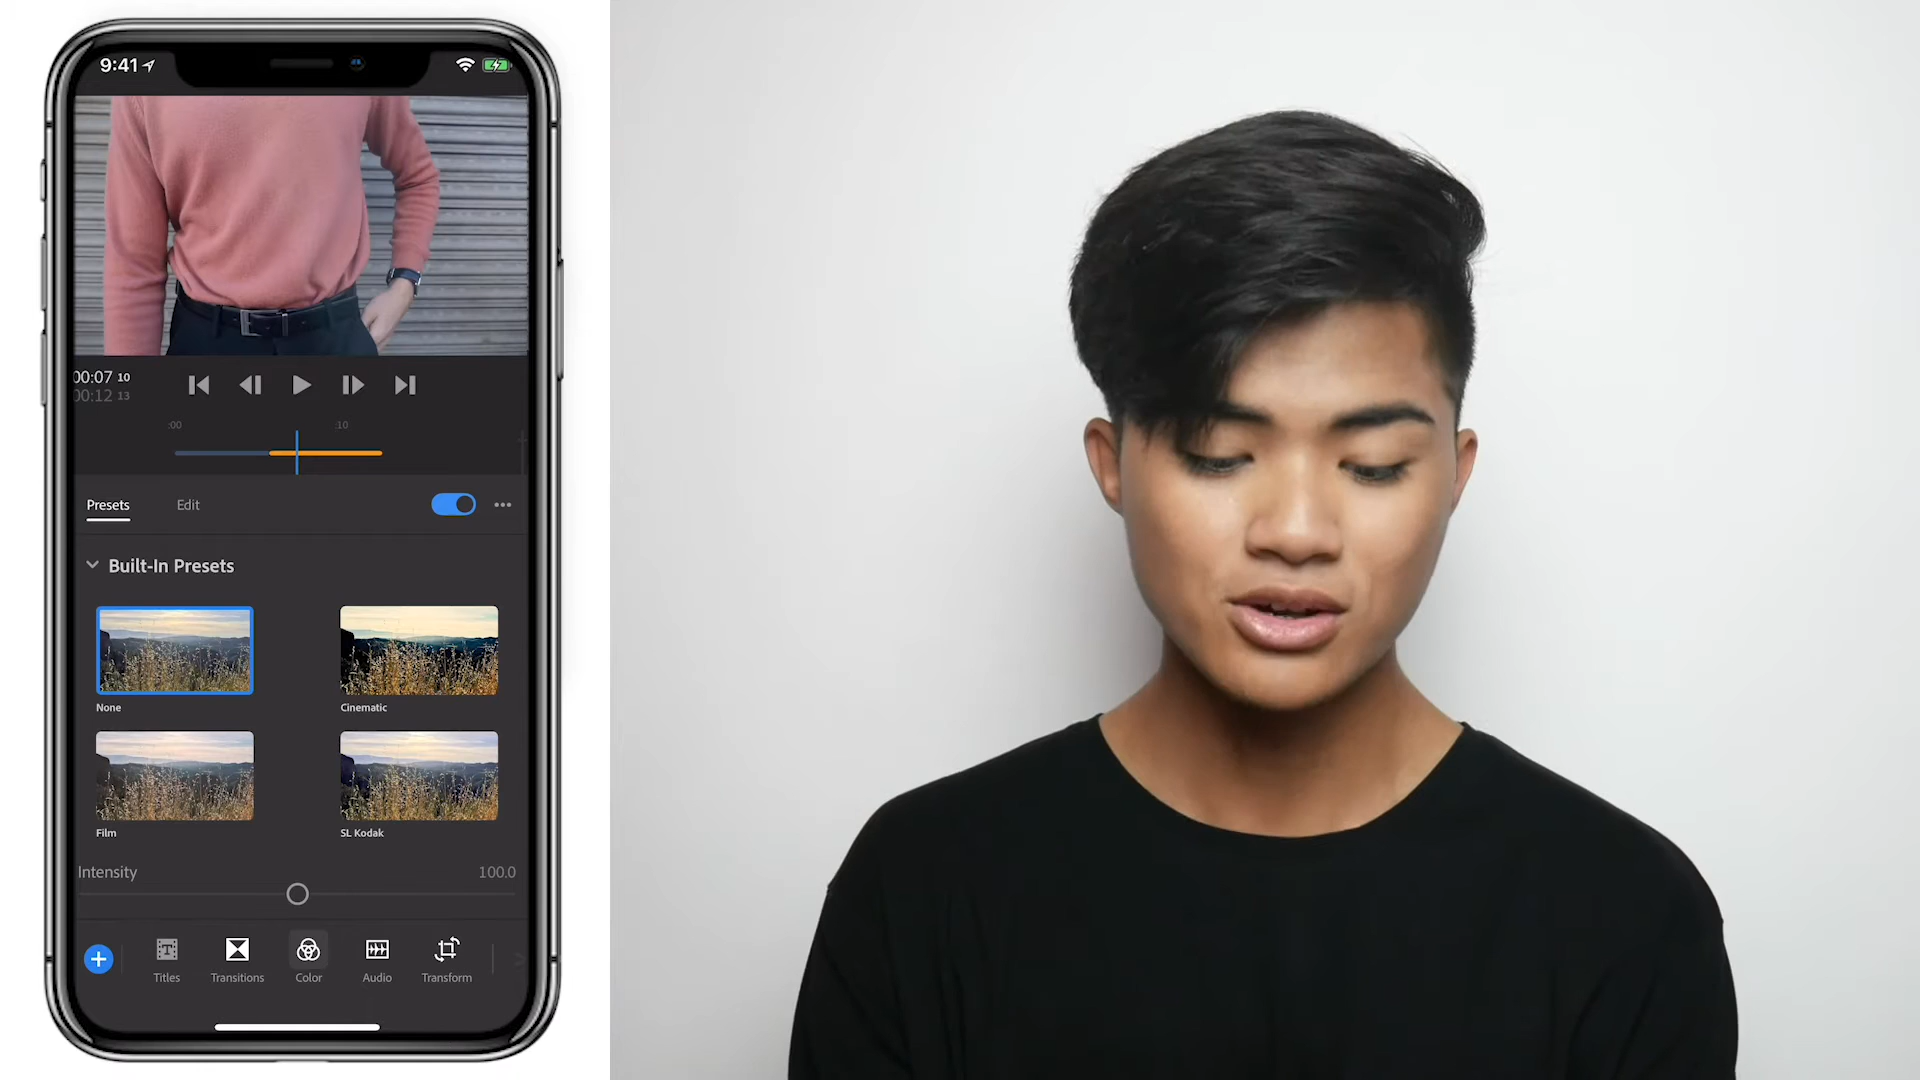 9:41
00:07 10
00:12 13
:00 :10
Presets Edit
Built-In Presets
None Cinematic
Film SL Kodak
Intensity 100.0
Titles Transitions Color Audio Transform